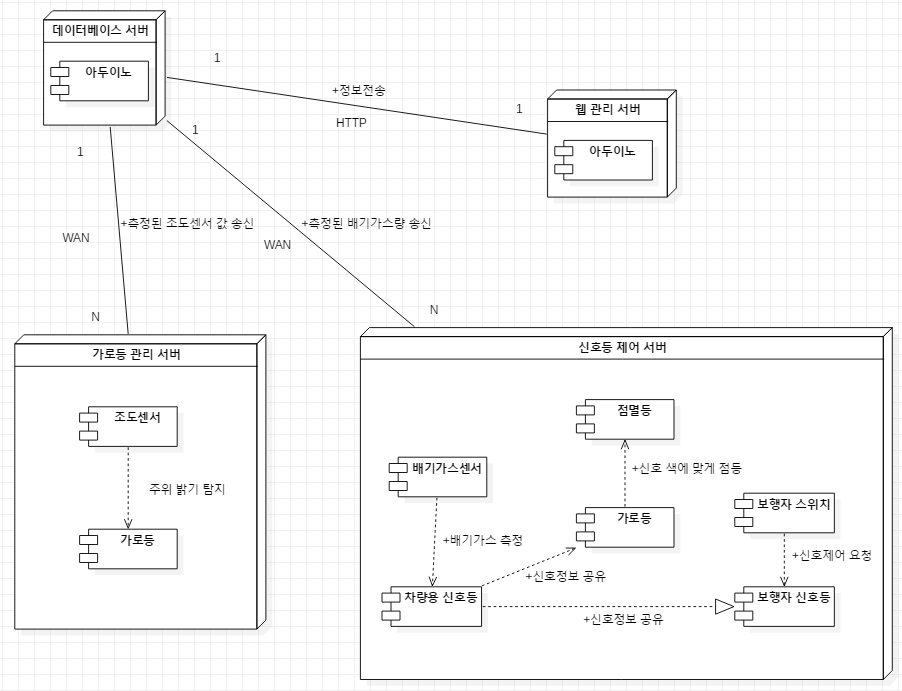 데이터베이스 서버
아두이노
1
+정보전송
HTTP
1
웹 관리 서버
아두이노
1
1
+측정된 조도센서 값 송신
WAN
+측정된 배기가스량 송신
WAN
N
N
가로등 관리 서버
조도센서
주위 밝기 탐지
가로등
신호등 제어 서버
점멸등
+신호 색에 맞게 점등
배기가스센서
+배기가스 측정
가로등
보행자 스위치
+신호제어 요청
+신호정보 공유
차량용 신호등
+신호정보 공유
보행자 신호등